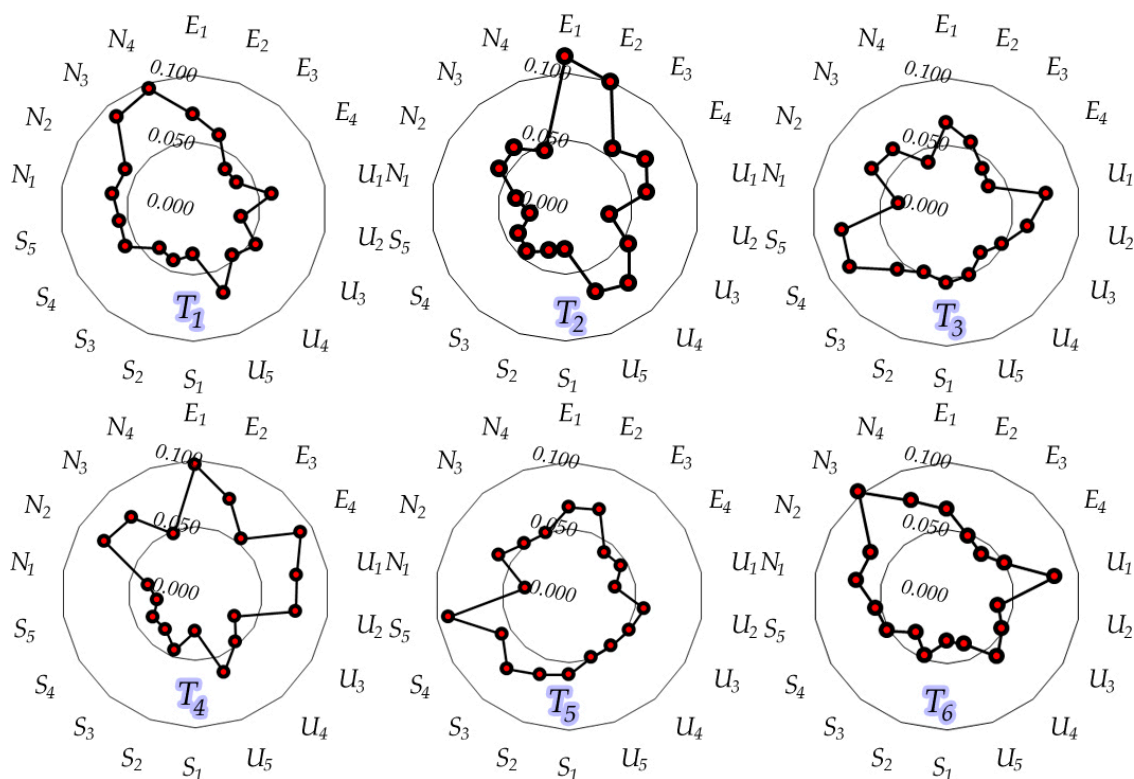 E₁
N₄ E₂
N₃ 0.100 E₃
N₂ 0.050 E₄
N₁ 0.000 U₁
S₅ U₂
S₄ U₃
S₃ T₁ U₄
S₂ U₅
S₁
E₁
N₄ E₂
N₃ 0.100 E₃
0.050 E₄
N₁ 0.000 U₁
S₅ U₂
S₄ U₃
S₃ T₂ U₄
S₂ U₅
S₁
E₁
N₄ E₂
N₃ 0.100 E₃
0.050 E₄
N₁ 0.000 U₁
S₅ U₂
S₄ U₃
S₃ T₃ U₄
S₂ U₅
S₁
E₁
N₄ E₂
N₃ 0.100 E₃
N₂ 0.050 E₄
N₁ 0.000 U₁
S₅ U₂
S₄ U₃
S₃ T₄ U₄
S₂ U₅
S₁
E₁
N₄ E₂
N₃ 0.100 E₃
0.050 E₄
N₁ 0.000 U₁
S₅ U₂
S₄ U₃
S₃ T₅ U₄
S₂ U₅
S₁
E₁
N₄ E₂
N₃ 0.100 E₃
0.050 E₄
N₁ 0.000 U₁
S₅ U₂
S₄ U₃
S₃ T₆ U₄
S₂ U₅
S₁